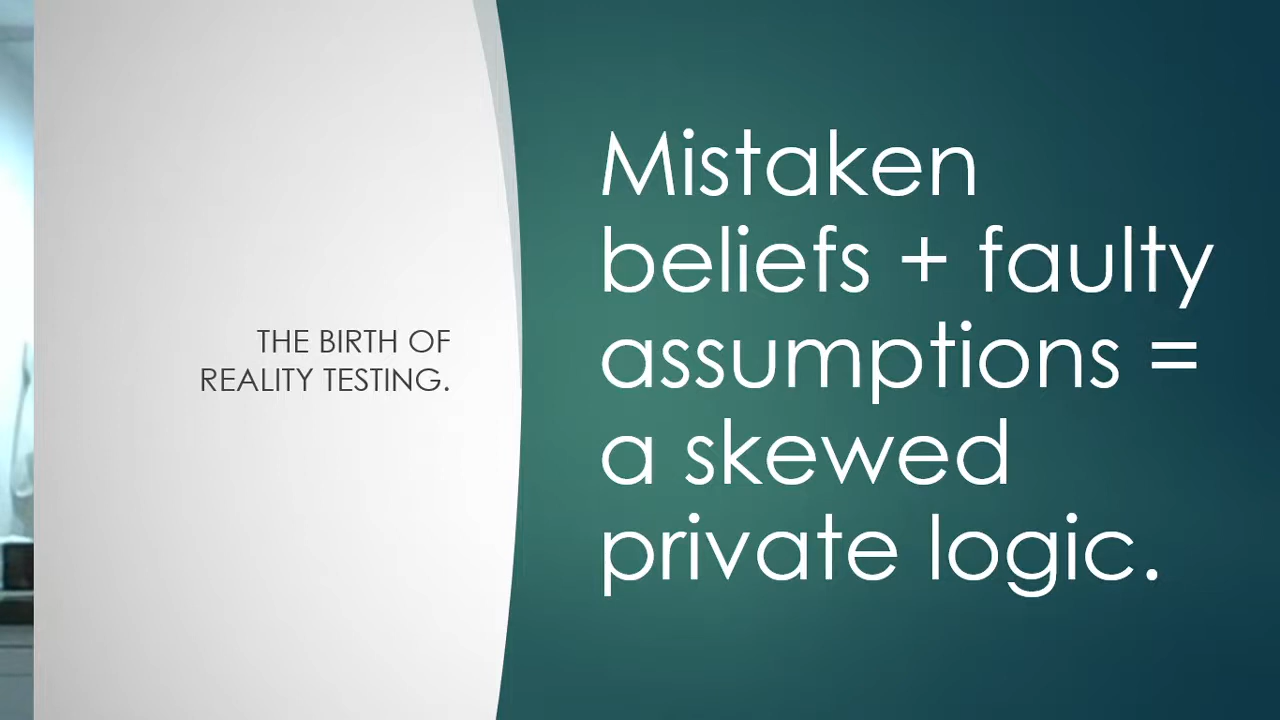 THE BIRTH OF
REALITY TESTING.
Mistaken
beliefs + faulty
assumptions =
a skewed
private logic.